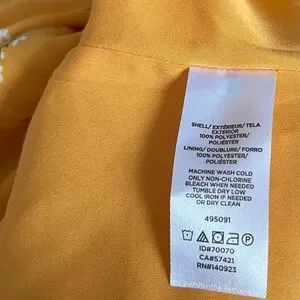 SHELL/ EXTÉRIEUR/ TELA
EXTERIOR
100% POLYESTER/
POLIÉSTER
LINING/ DOUBLURE/ FORRO
100% POLYESTER/
POLIÉSTER
MACHINE WASH COLD
ONLY NON-CHLORINE
BLEACH WHEN NEEDED
TUMBLE DRY LOW
COOL IRON IF NEEDED
OR DRY CLEAN
495091
ID#70070
CA#57421
RN#140923